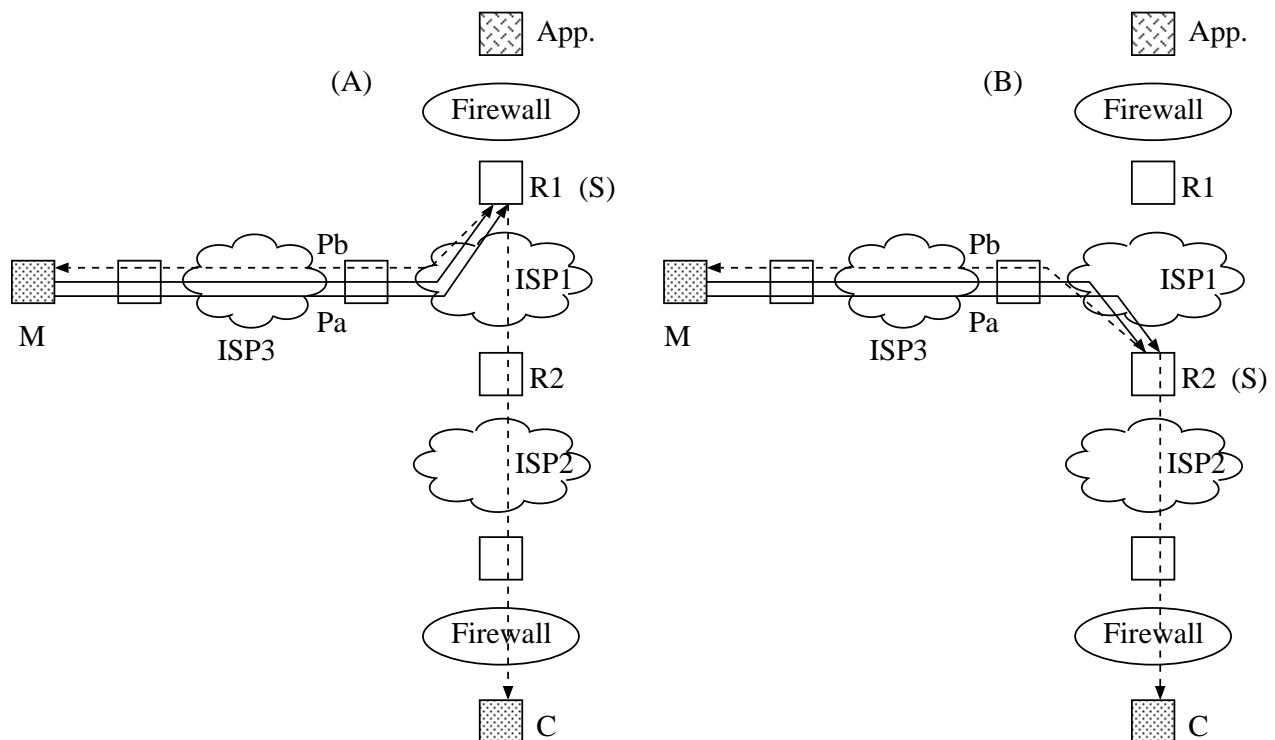 App.
(A)
Firewall
R1 (S)
Pb
ISP1
Pa
M
ISP3
R2
ISP2
Firewall
C
App.
(B)
Firewall
R1
Pb
ISP1
Pa
M
ISP3
R2 (S)
ISP2
Firewall
C